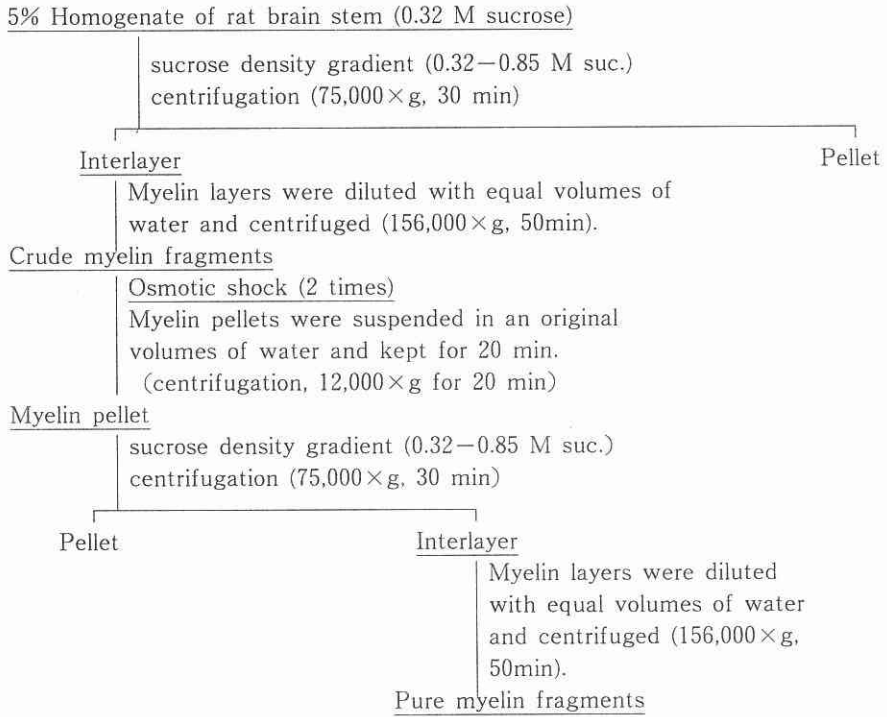 5% Homogenate of rat brain stem (0.32 M sucrose)
sucrose density gradient (0.32−0.85 M suc.)
centrifugation (75,000×g, 30 min)
Interlayer
Pellet
Myelin layers were diluted with equal volumes of
water and centrifuged (156,000×g, 50min).
Crude myelin fragments
Osmotic shock (2 times)
Myelin pellets were suspended in an original
volumes of water and kept for 20 min.
(centrifugation, 12,000×g for 20 min)
Myelin pellet
sucrose density gradient (0.32−0.85 M suc.)
centrifugation (75,000×g, 30 min)
Pellet
Interlayer
Myelin layers were diluted
with equal volumes of water
and centrifuged (156,000×g,
50min).
Pure myelin fragments